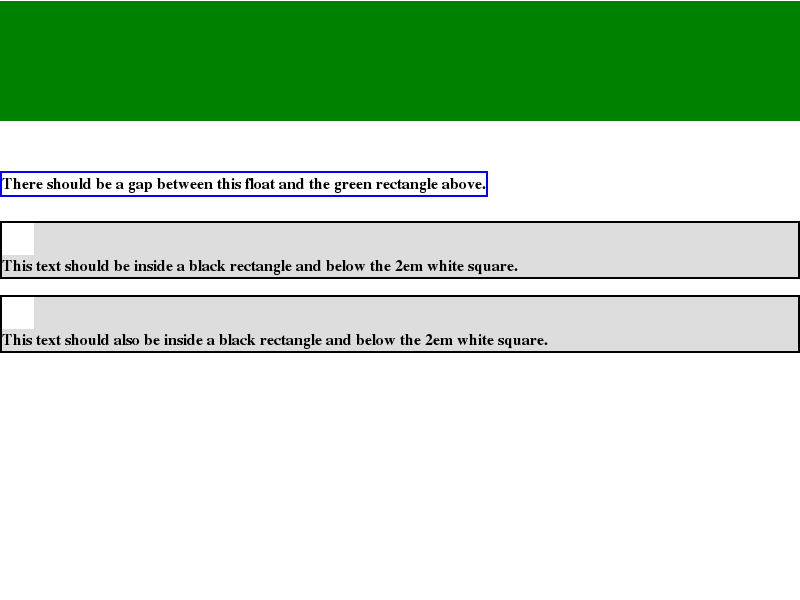 There should be a gap between this float and the green rectangle above.
This text should be inside a black rectangle and below the 2em white square.
This text should also be inside a black rectangle and below the 2em white square.